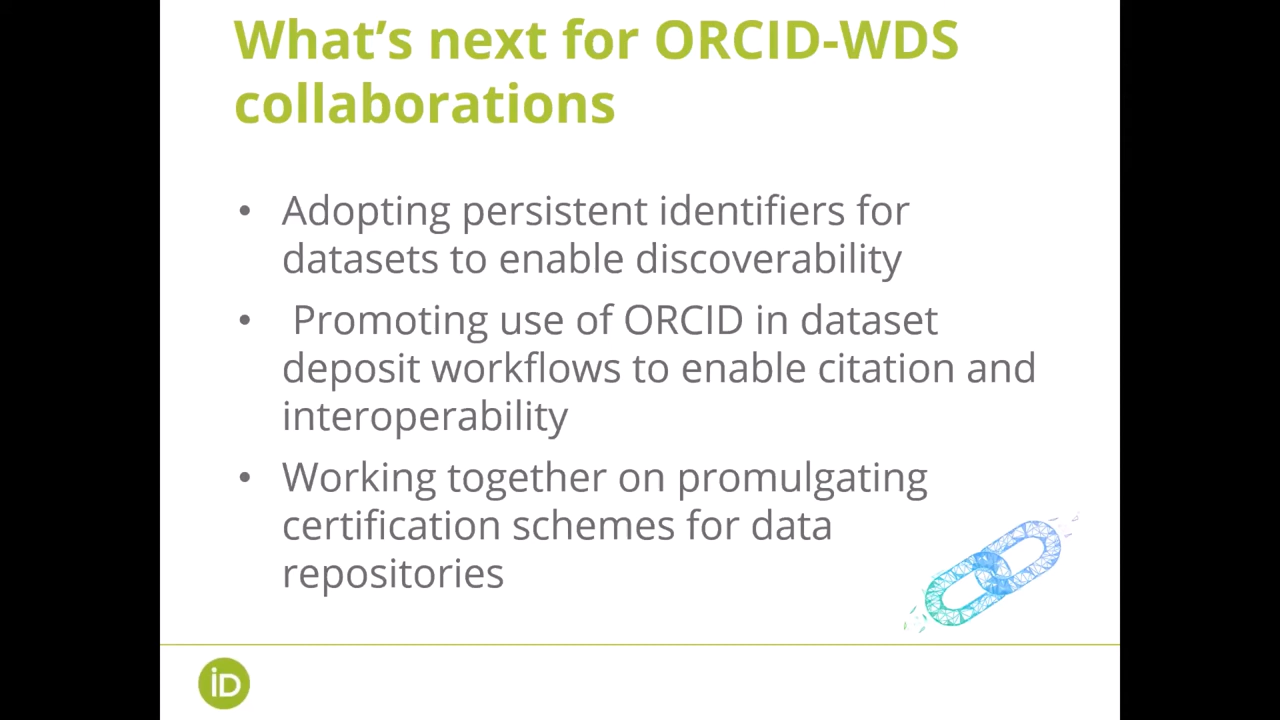 What’s next for ORCID-WDS
collaborations
• Adopting persistent identifiers for
datasets to enable discoverability
• Promoting use of ORCID in dataset
deposit workflows to enable citation and
interoperability
• Working together on promulgating
certification schemes for data
repositories
iD